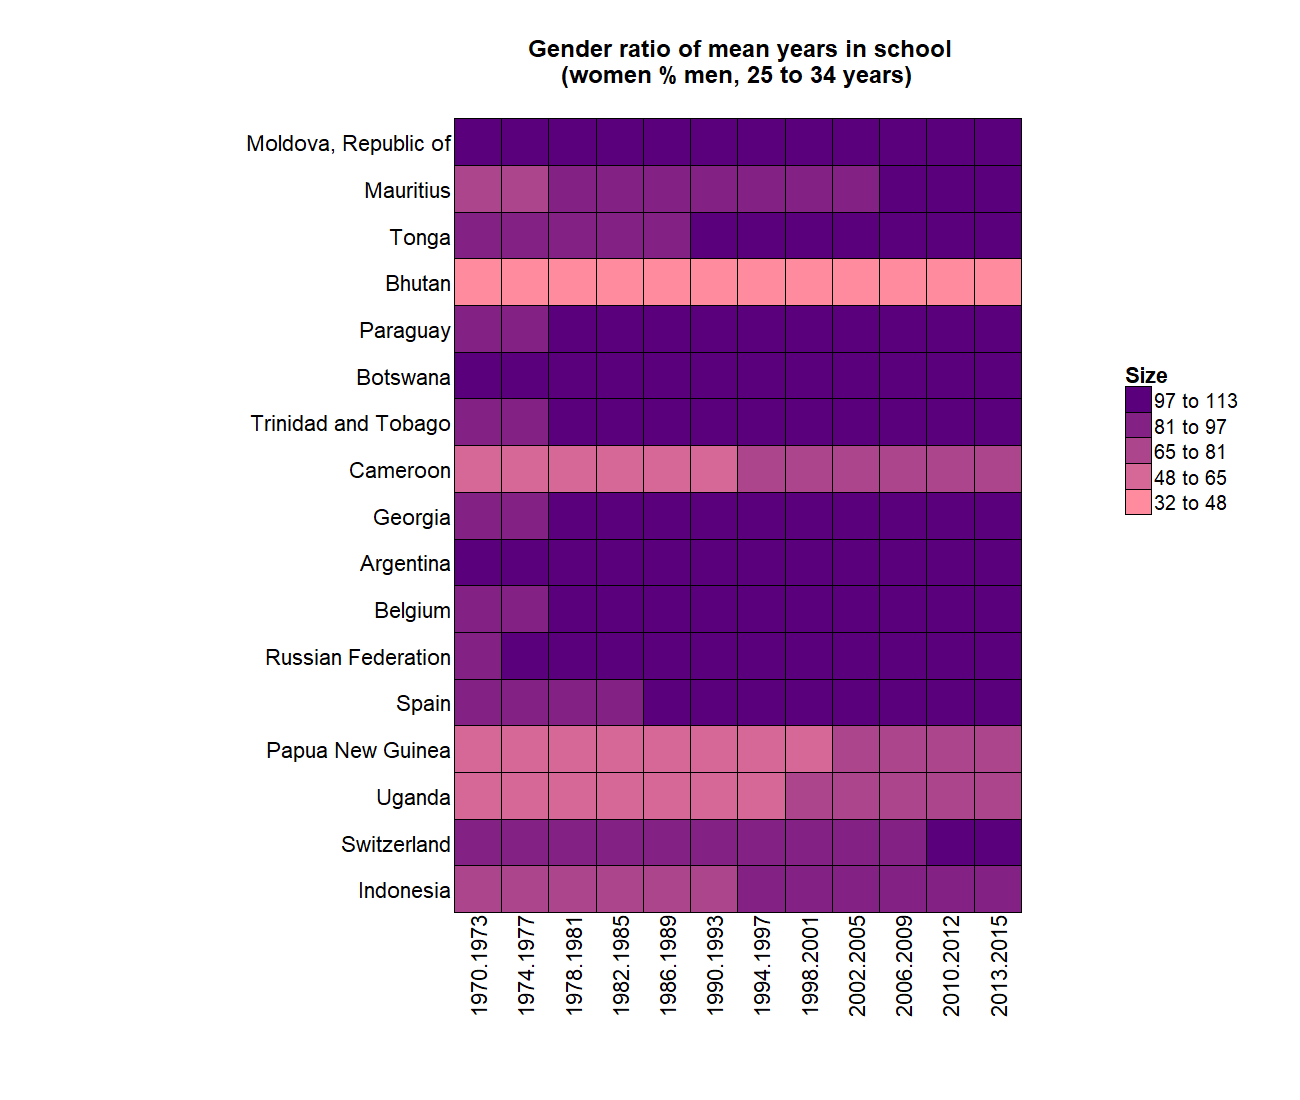 Gender ratio of mean years in school
(women % men, 25 to 34 years)
Moldova, Republic of
Mauritius
Tonga
Bhutan
Paraguay
Botswana
Trinidad and Tobago
Cameroon
Georgia
Argentina
Belgium
Russian Federation
Spain
Papua New Guinea
Uganda
Switzerland
Indonesia
1970.1973
1974.1977
1978.1981
1982.1985
1986.1989
1990.1993
1994.1997
1998.2001
2002.2005
2006.2009
2010.2012
2013.2015
Size
97 to 113
81 to 97
65 to 81
48 to 65
32 to 48